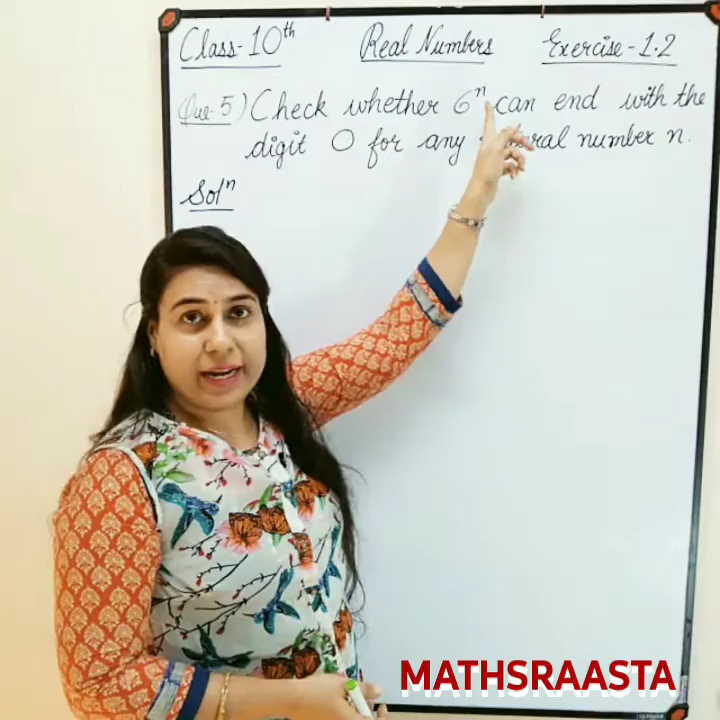 Class-10th Real Numbers Exercise-1.2
Que. 5) Check whether 6ⁿ can end with the
digit 0 for any number n.
Solⁿ
MATHSRAASTA